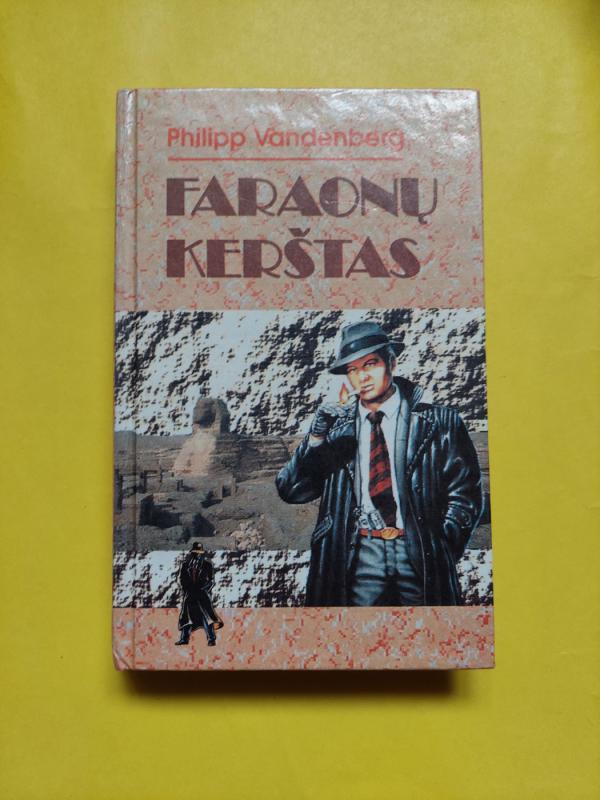 Philipp Vandenberg
FARAONŲ
KERŠTAS